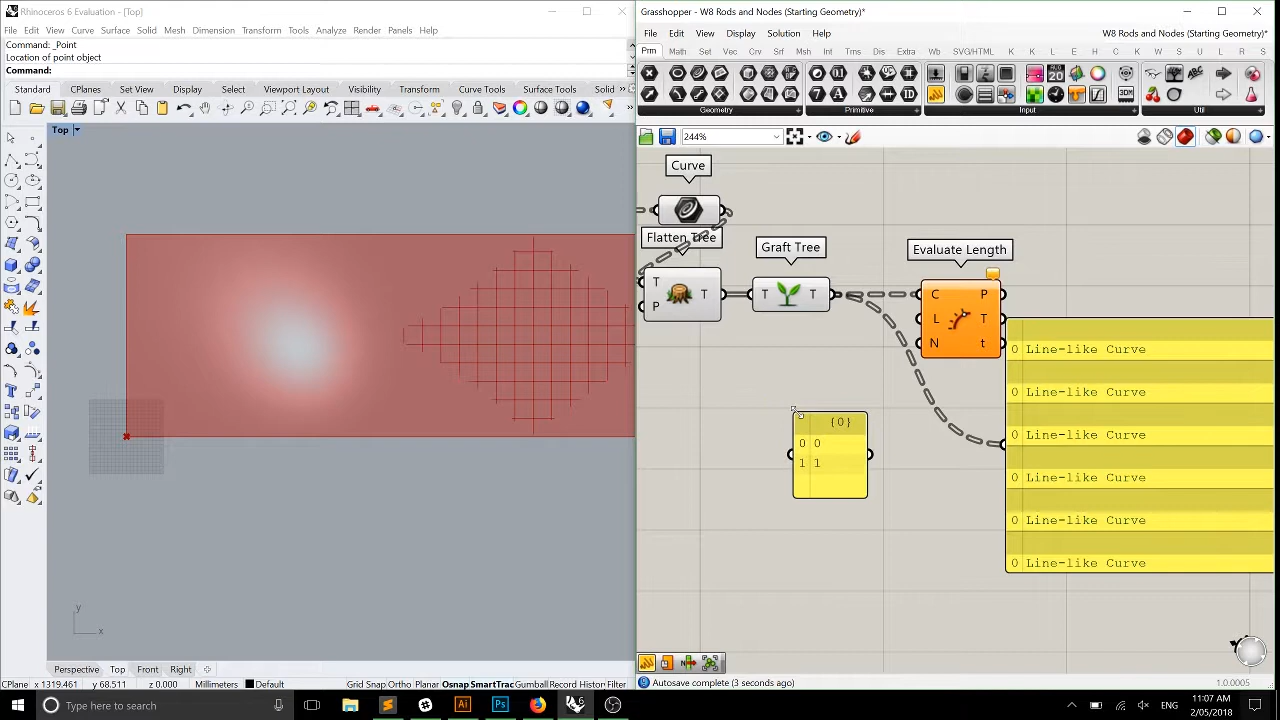 Rhinoceros 6 Evaluation - [Top]
File Edit View Curve Surface Solid Mesh Dimension Transform Tools Analyze Render Panels Help
Command: _Point
Location of point object
Command:
Standard CPlanes Set View Display Select Viewport Layout Visibility Transform Curve Tools Surface Tools Solid »
Top
y
x
Perspective Top Front Right
CPlane x 1319.461 y 68.511 z 0.000 Millimeters Default Grid Snap Ortho Planar Osnap SmartTrac Gumball Record Histor Filter
Grasshopper - W8 Rods and Nodes (Starting Geometry)*
File Edit View Display Solution Help W8 Rods and Nodes (Starting Geometry)*
Prm Math Set Vec Crv Srf Msh Int Trns Dis Extra Wb SVG/HTML K K M L E H K U L R S
Geometry Primitive Input Util
244%
Curve
Flatten Tree
Graft Tree
Evaluate Length
T T
P
T T
C P
L T
N t
{0}
0 0
1 1
0 Line-like Curve
0 Line-like Curve
0 Line-like Curve
0 Line-like Curve
0 Line-like Curve
0 Line-like Curve
Autosave complete (3 seconds ago) 1.0.0005
Type here to search
ENG
11:07 AM
2/05/2018